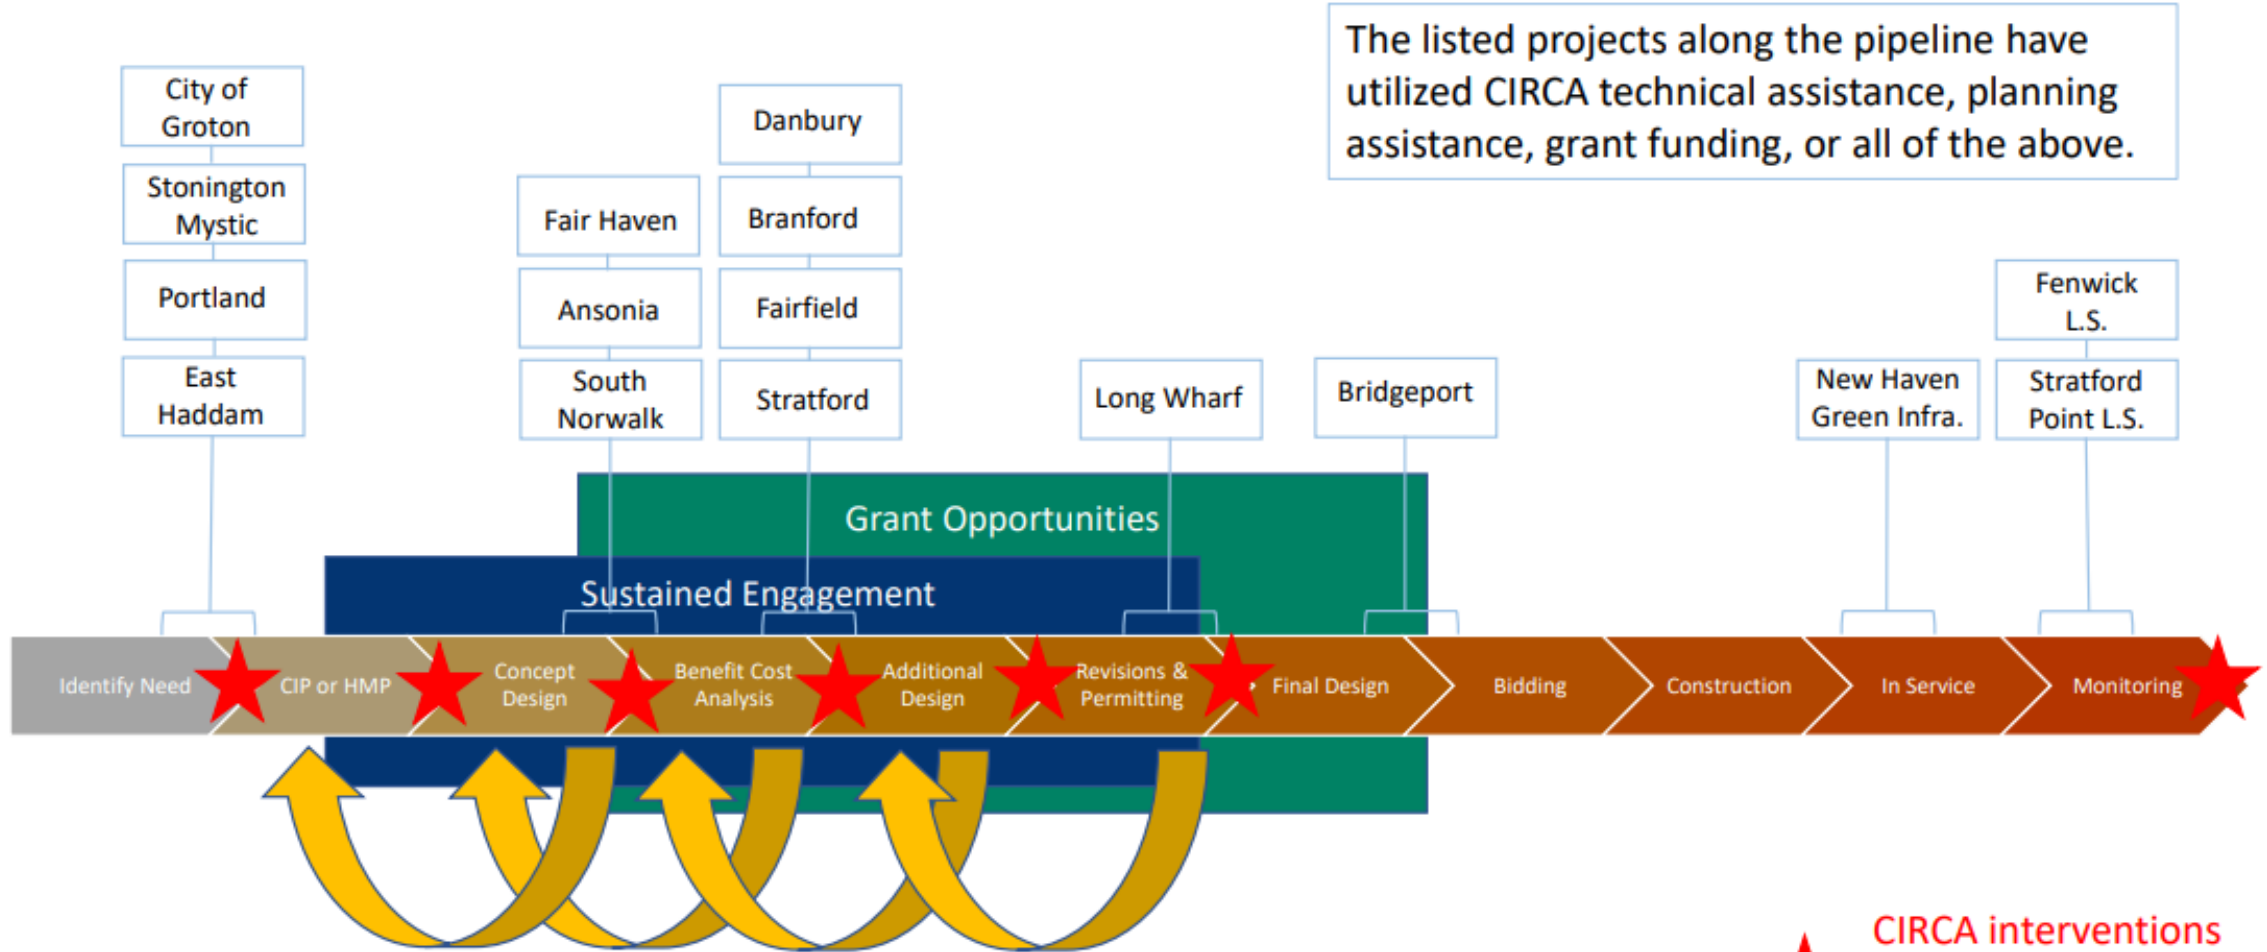 The listed projects along the pipeline have
utilized CIRCA technical assistance, planning
assistance, grant funding, or all of the above.
City of
Groton
Stonington
Mystic
Portland
East
Haddam
Fair Haven
Ansonia
South
Norwalk
Danbury
Branford
Fairfield
Stratford
Long Wharf
Bridgeport
New Haven
Green Infra.
Fenwick
L.S.
Stratford
Point L.S.
Grant Opportunities
Sustained Engagement
Identify Need
CIP or HMP
Concept
Design
Benefit Cost
Analysis
Additional
Design
Revisions &
Permitting
Final Design
Bidding
Construction
In Service
Monitoring
CIRCA interventions